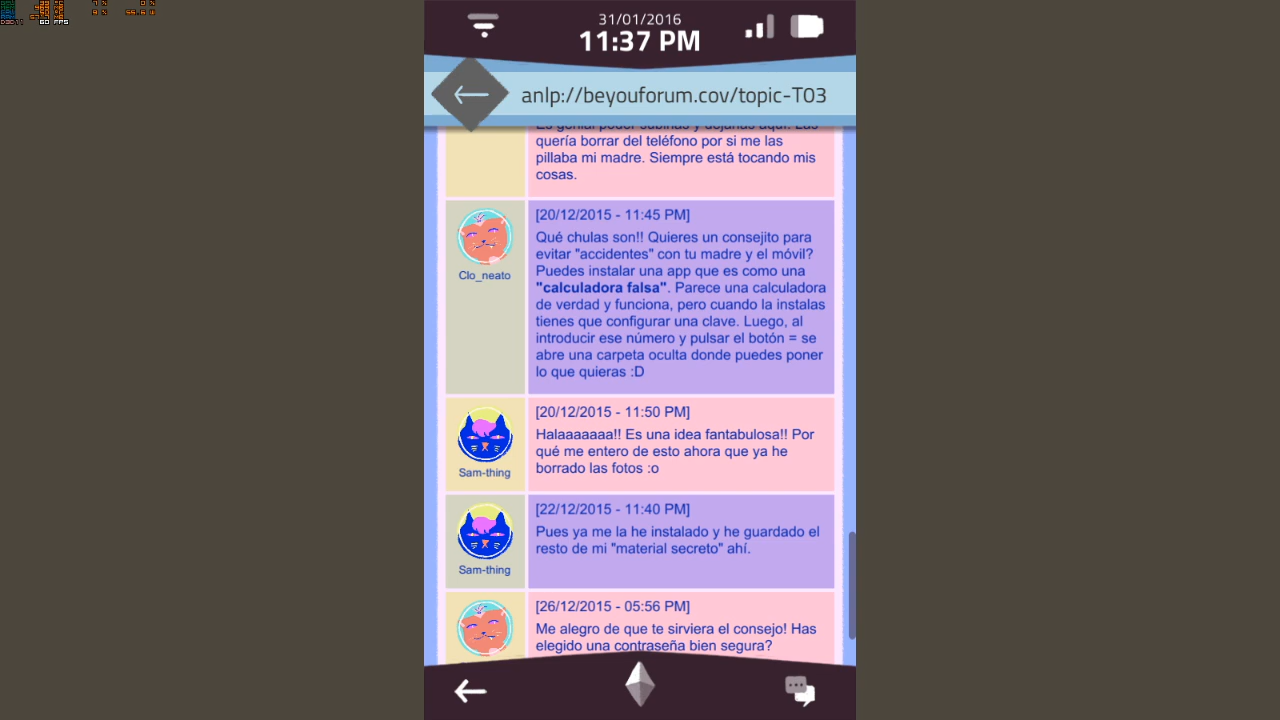 31/01/2016
11:37 PM
anlp://beyouforum.cov/topic-T03
Es genial poder subirlas y dejarlas aquí. Las
quería borrar del teléfono por si me las
pillaba mi madre. Siempre está tocando mis
cosas.
[20/12/2015 - 11:45 PM]
Qué chulas son!! Quieres un consejito para
evitar "accidentes" con tu madre y el móvil?
Puedes instalar una app que es como una
"calculadora falsa". Parece una calculadora
de verdad y funciona, pero cuando la instalas
tienes que configurar una clave. Luego, al
introducir ese número y pulsar el botón = se
abre una carpeta oculta donde puedes poner
lo que quieras :D
Clo_neato
[20/12/2015 - 11:50 PM]
Halaaaaaaa!! Es una idea fantabulosa!! Por
qué me entero de esto ahora que ya he
borrado las fotos :o
Sam-thing
[22/12/2015 - 11:40 PM]
Pues ya me la he instalado y he guardado el
resto de mi "material secreto" ahí.
Sam-thing
[26/12/2015 - 05:56 PM]
Me alegro de que te sirviera el consejo! Has
elegido una contraseña bien segura?